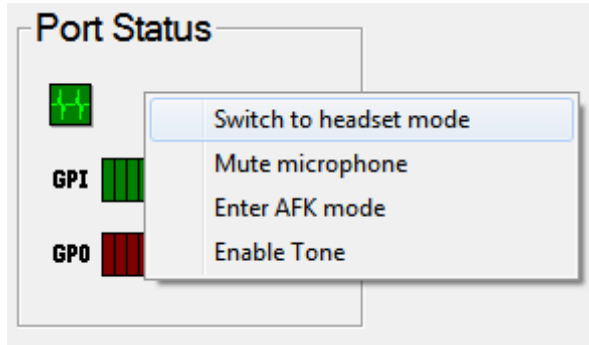 Port Status
Switch to headset mode
Mute microphone
GPI
Enter AFK mode
GPO
Enable Tone